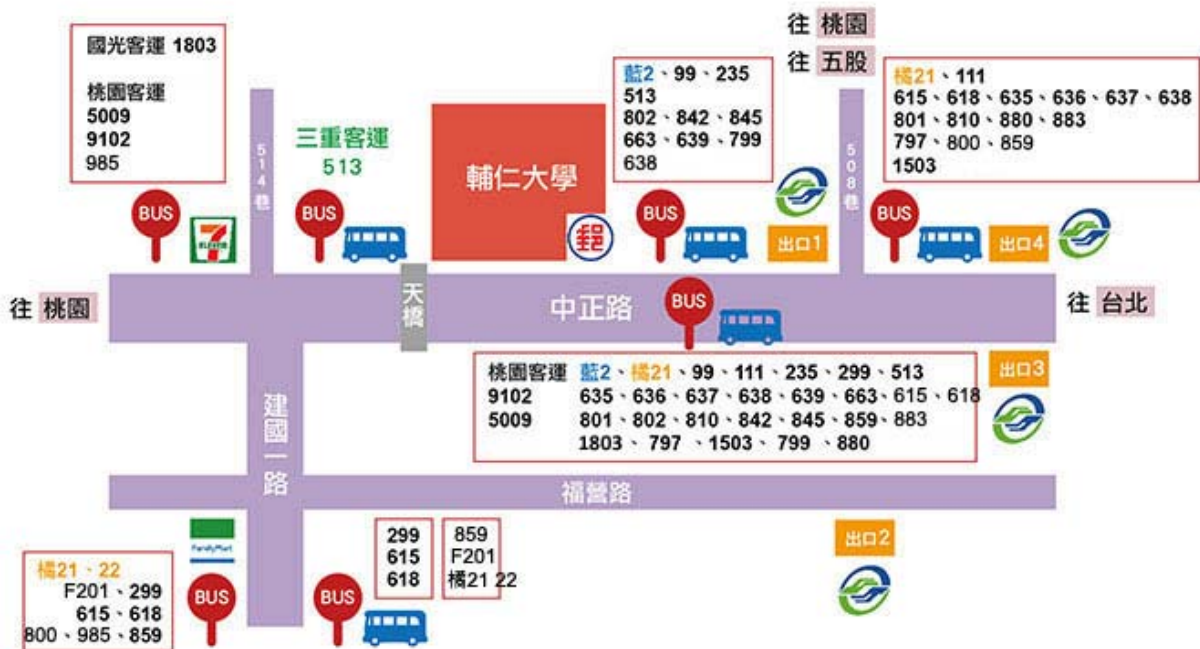 國光客運 1803
桃園客運
5009
9102
985
三重客運
513
輔仁大學
郵
藍2、99、235
513
802、842、845
663、639、799
638
往 桃園
往 五股
橘21、111
615、618、635、636、637、638
801、810、880、883
797、800、859
1503
514巷
508巷
BUS
7
ELEVEN
BUS
BUS
出口1
BUS
出口4
往 桃園
天橋
中正路
BUS
往 台北
桃園客運 藍2、橘21、99、111、235、299、513
9102 635、636、637、638、639、663、615、618
5009 801、802、810、842、845、859、883
1803、797、1503、799、880
出口3
建國一路
福營路
FamilyMart
299
615
618
859
F201
橘21 22
出口2
橘21、22
F201、299
615、618
800、985、859
BUS
BUS